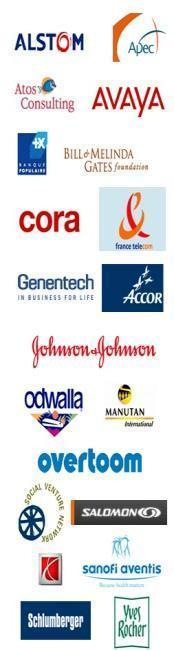 ALSTOM
Apec
Atos
Consulting
AVAYA
BANQUE
POPULAIRE
BILL&MELINDA
GATES foundation
cora
france telecom
Genentech
IN BUSINESS FOR LIFE
ACCOR
Johnson&Johnson
odwalla
MANUTAN
International
overtoom
SOCIAL VENTURE NETWORK
SALOMON
K
sanofi aventis
Because health matters
Schlumberger
Yves
Rocher